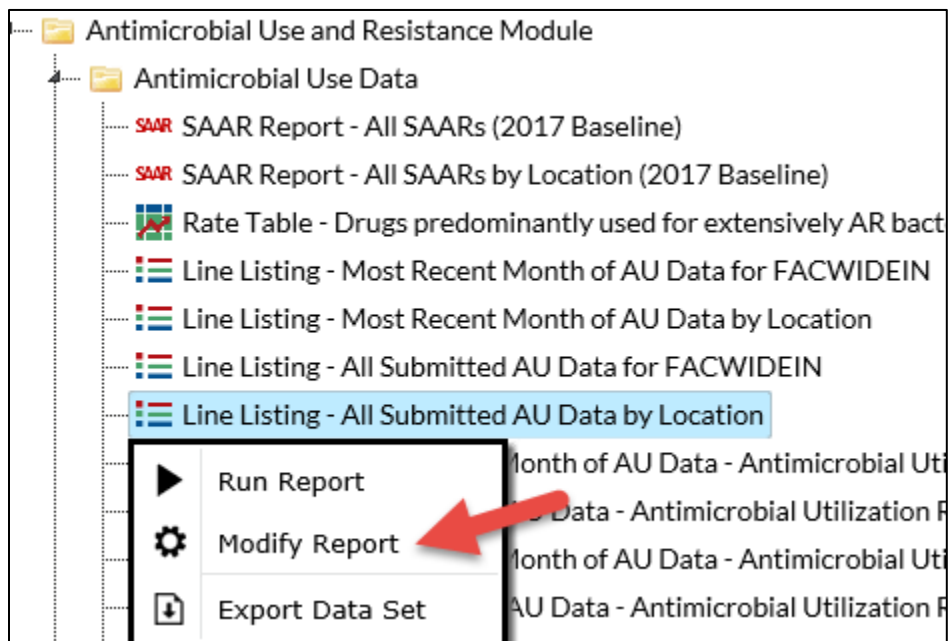 Antimicrobial Use and Resistance Module
Antimicrobial Use Data
SAAR SAAR Report - All SAARs (2017 Baseline)
SAAR SAAR Report - All SAARs by Location (2017 Baseline)
Rate Table - Drugs predominantly used for extensively AR bact
Line Listing - Most Recent Month of AU Data for FACWIDEIN
Line Listing - Most Recent Month of AU Data by Location
Line Listing - All Submitted AU Data for FACWIDEIN
Line Listing - All Submitted AU Data by Location
Month of AU Data - Antimicrobial Uti
Run Report
Data - Antimicrobial Utilization
Modify Report
Month of AU Data - Antimicrobial Uti
Export Data Set
AU Data - Antimicrobial Utilization